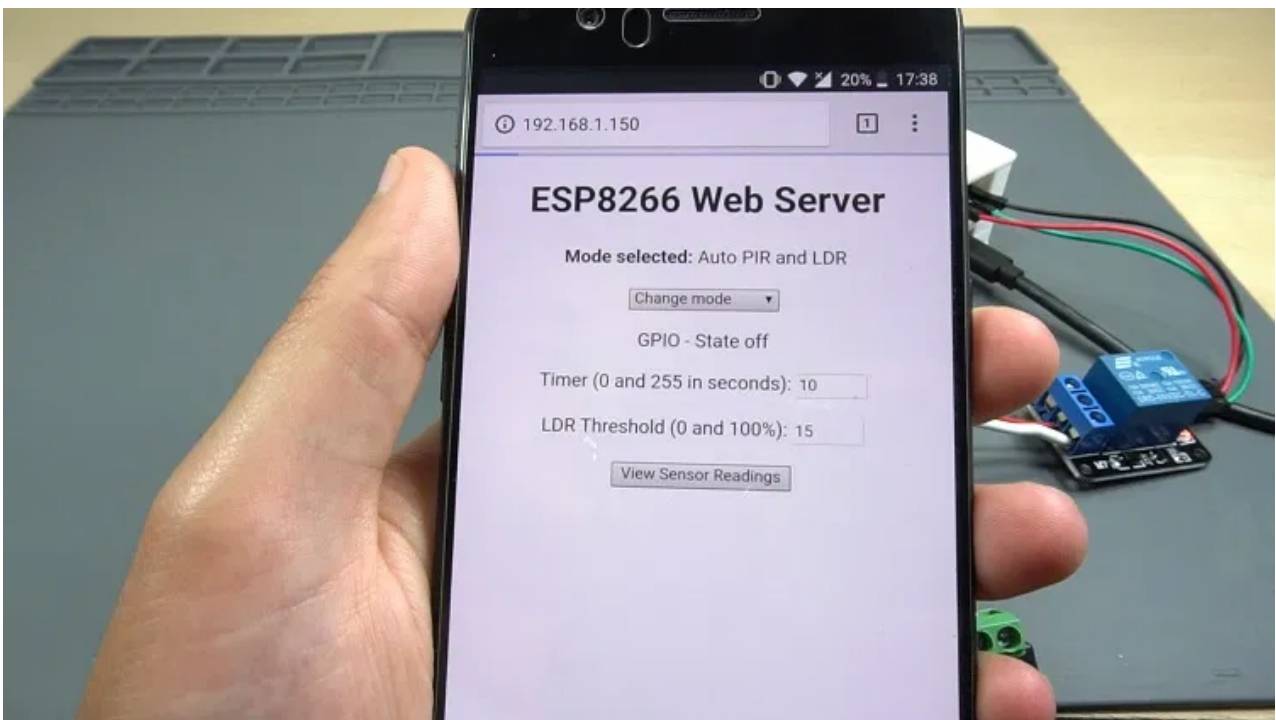 20% 17:38
192.168.1.150
1
ESP8266 Web Server
Mode selected: Auto PIR and LDR
Change mode
GPIO - State off
Timer (0 and 255 in seconds): 10
LDR Threshold (0 and 100%): 15
View Sensor Readings